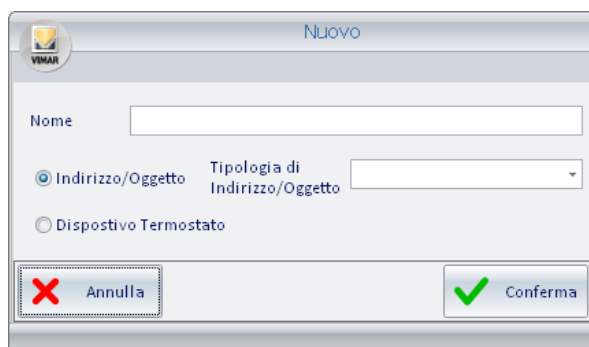 Nuovo
VIMAR
Nome
Indirizzo/Oggetto
Tipologia di
Indirizzo/Oggetto
Dispostivo Termostato
Annulla
Conferma